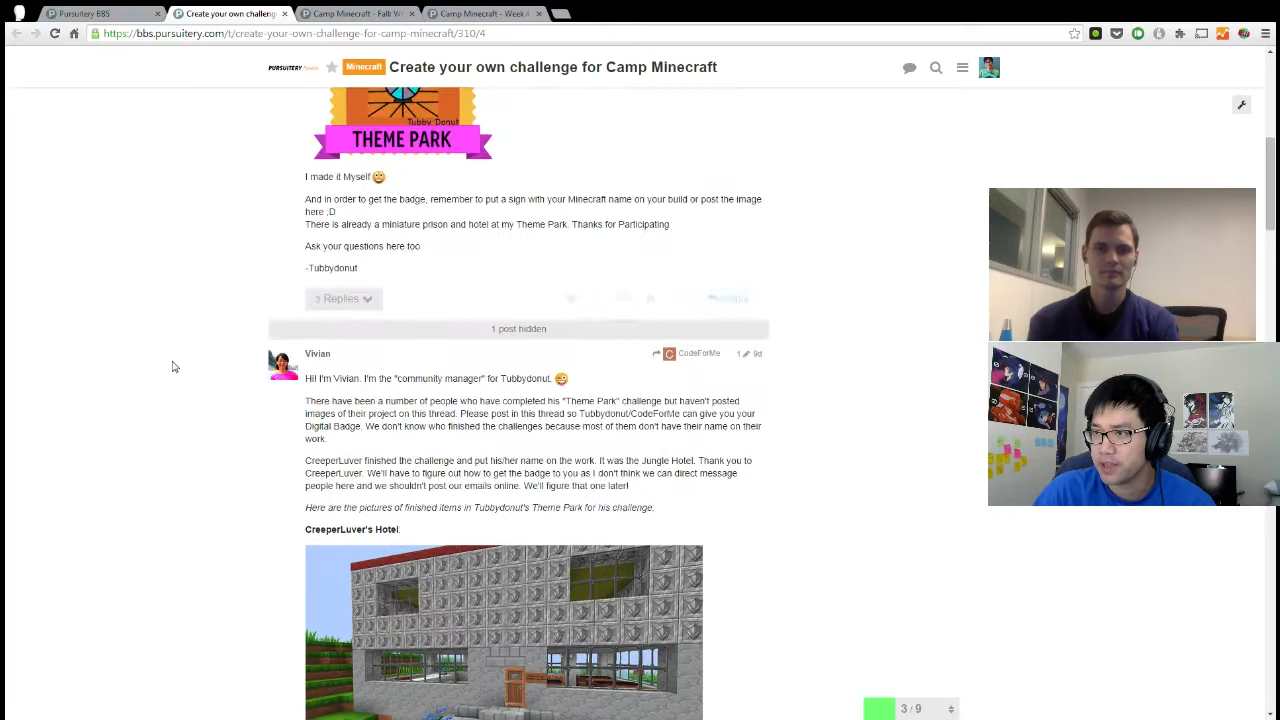 Pursuitery BBS
Create your own challeng
Camp Minecraft - Fall: We
Camp Minecraft - Week 4
https://bbs.pursuitery.com/t/create-your-own-challenge-for-camp-minecraft/310/4
PURSUITERY
Minecraft
Create your own challenge for Camp Minecraft
Tubby Donut
THEME PARK
I made it Myself
And in order to get the badge, remember to put a sign with your Minecraft name on your build or post the image
here ;D
There is already a miniature prison and hotel at my Theme Park. Thanks for Participating
Ask your questions here too
-Tubbydonut
3 Replies
1 post hidden
Vivian
C CodeForMe
1
9d
Hi! I'm Vivian. I'm the "community manager" for Tubbydonut.
There have been a number of people who have completed his "Theme Park" challenge but haven't posted
images of their project on this thread. Please post in this thread so Tubbydonut/CodeForMe can give you your
Digital Badge. We don't know who finished the challenges because most of them don't have their name on their
work.
CreeperLuver finished the challenge and put his/her name on the work. It was the Jungle Hotel. Thank you to
CreeperLuver. We'll have to figure out how to get the badge to you as I don't think we can direct message
people here and we shouldn't post our emails online. We'll figure that one later!
Here are the pictures of finished items in Tubbydonut's Theme Park for his challenge:
CreeperLuver's Hotel.
3 / 9